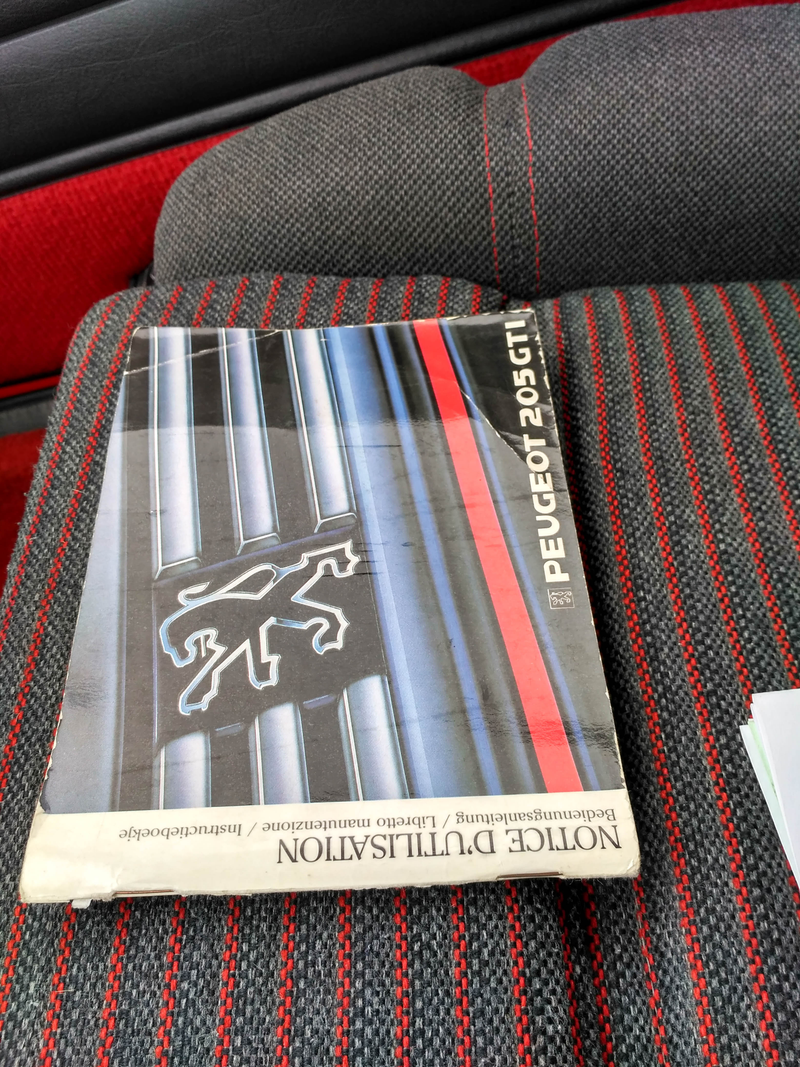 PEUGEOT 205 GTI
NOTICE D'UTILISATION
Bedienungsanleitung / Libretto manutenzione / Instructieboekje